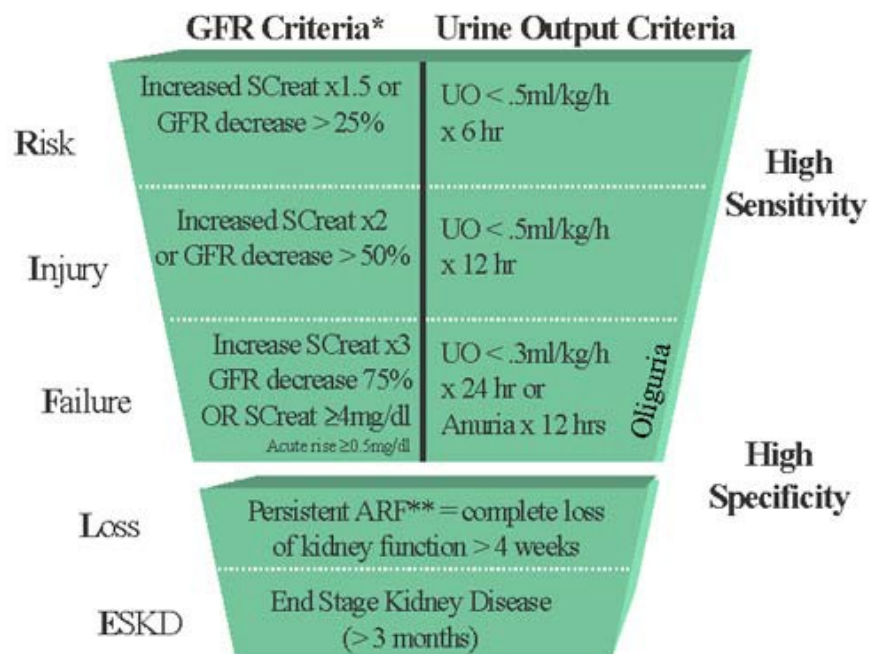 GFR Criteria* Urine Output Criteria
Risk
Increased SCreat x1.5 or
GFR decrease > 25%
UO < .5ml/kg/h
x 6 hr
High
Sensitivity
Injury
Increased SCreat x2
or GFR decrease > 50%
UO < .5ml/kg/h
x 12 hr
Failure
Increase SCreat x3
GFR decrease 75%
OR SCreat ≥4mg/dl
Acute rise ≥0.5mg/dl
UO < .3ml/kg/h
x 24 hr or
Anuria x 12 hrs
Oliguria
High
Specificity
Loss
Persistent ARF** = complete loss
of kidney function > 4 weeks
ESKD
End Stage Kidney Disease
(> 3 months)